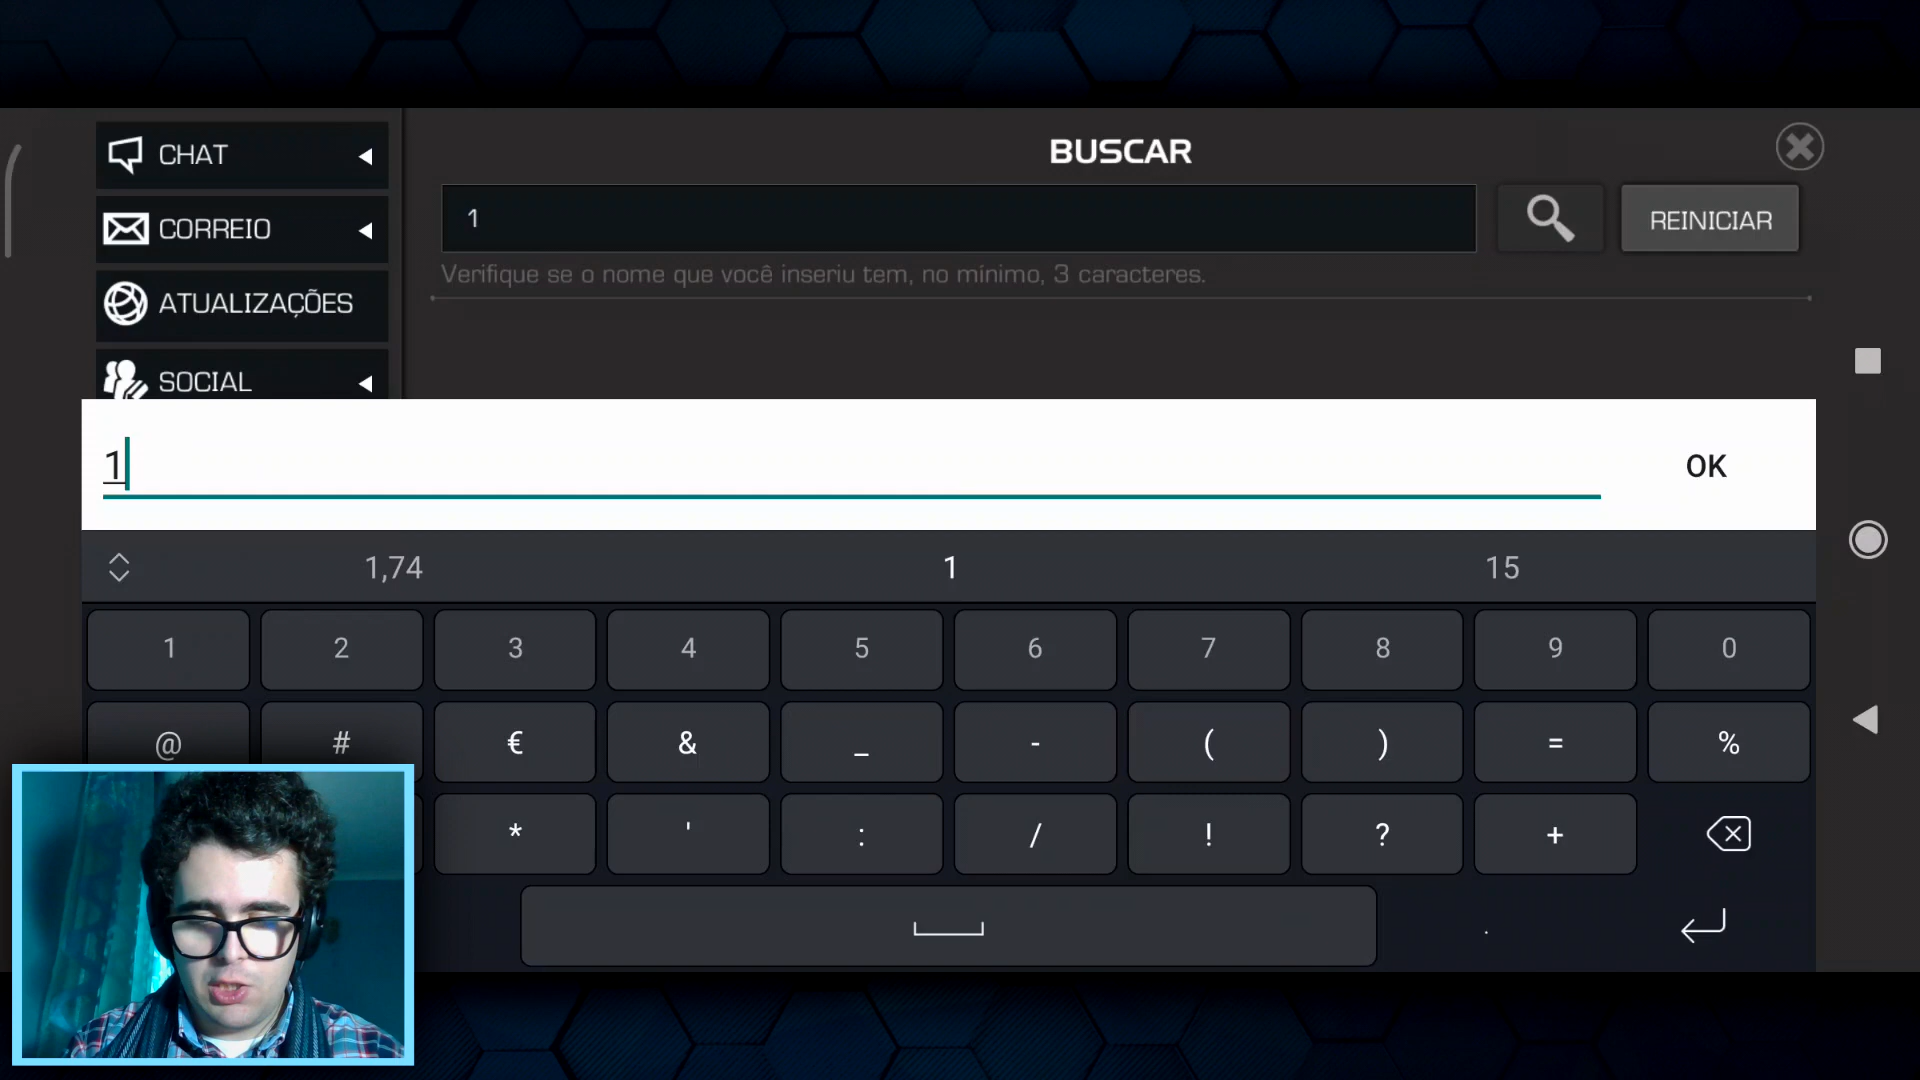 CHAT
CORREIO
ATUALIZAÇÕES
SOCIAL
BUSCAR
1
REINICIAR
Verifique se o nome que você inseriu tem, no mínimo, 3 caracteres.
1
OK
1,74 1 15
1 2 3 4 5 6 7 8 9 0
@ # € & _ - ( ) = %
* ' : / ! ? +
.